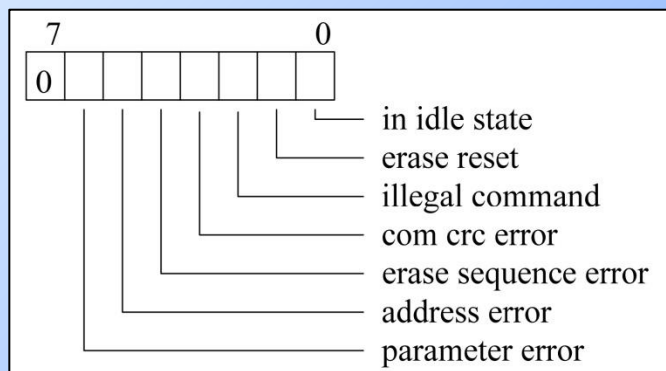 7 0
0
in idle state
erase reset
illegal command
com crc error
erase sequence error
address error
parameter error